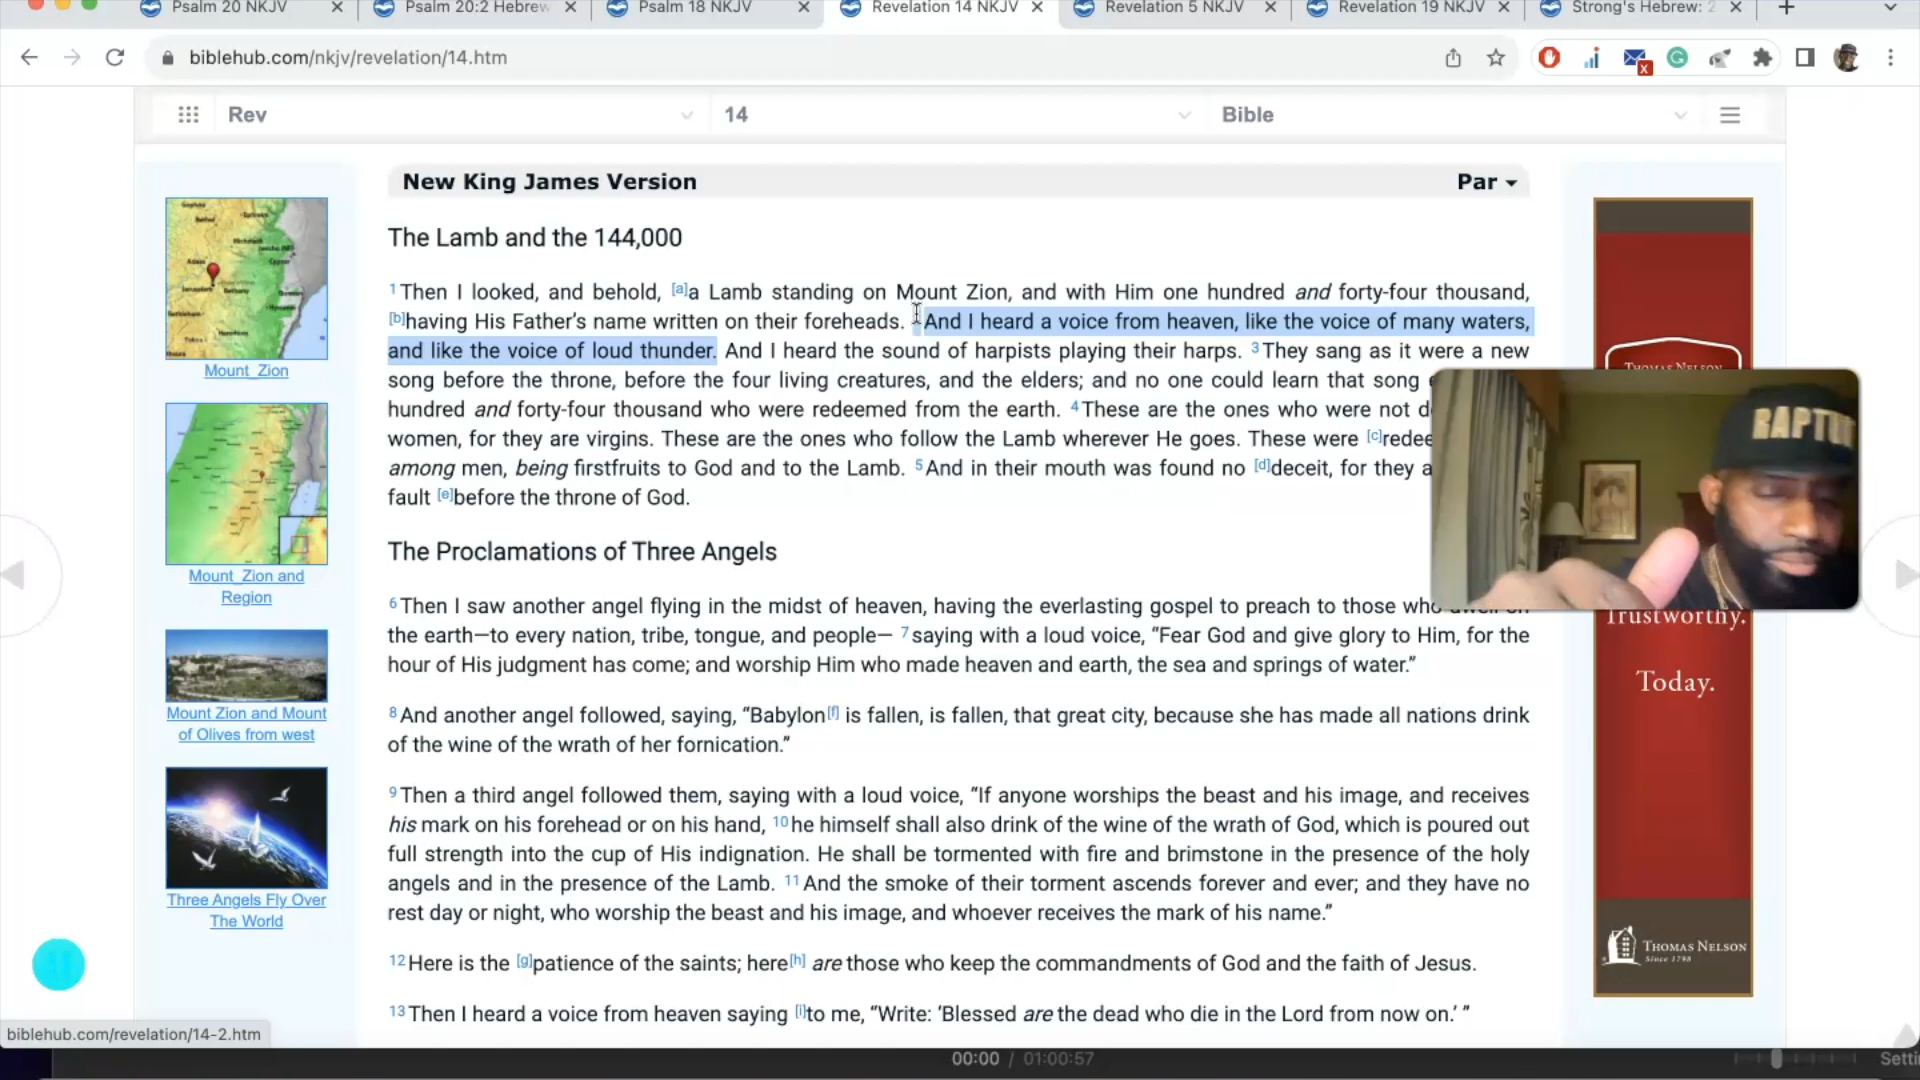 Psalm 20 NKJV
Psalm 20:2 Hebrew
Psalm 18 NKJV
Revelation 14 NKJV
Revelation 5 NKJV
Revelation 19 NKJV
Strong's Hebrew: 2
biblehub.com/nkjv/revelation/14.htm
Rev
14
Bible
New King James Version
Par
The Lamb and the 144,000
1 Then I looked, and behold, [a]a Lamb standing on Mount Zion, and with Him one hundred and forty-four thousand,
[b]having His Father’s name written on their foreheads. And I heard a voice from heaven, like the voice of many waters,
and like the voice of loud thunder. And I heard the sound of harpists playing their harps. 3 They sang as it were a new
song before the throne, before the four living creatures, and the elders; and no one could learn that song
hundred and forty-four thousand who were redeemed from the earth. 4 These are the ones who were not
women, for they are virgins. These are the ones who follow the Lamb wherever He goes. These were [c]redee
among men, being firstfruits to God and to the Lamb. 5 And in their mouth was found no [d]deceit, for they a
fault [e]before the throne of God.
The Proclamations of Three Angels
6 Then I saw another angel flying in the midst of heaven, having the everlasting gospel to preach to those who dwell on
the earth—to every nation, tribe, tongue, and people— 7 saying with a loud voice, “Fear God and give glory to Him, for the
hour of His judgment has come; and worship Him who made heaven and earth, the sea and springs of water.”
8 And another angel followed, saying, “Babylon[f] is fallen, is fallen, that great city, because she has made all nations drink
of the wine of the wrath of her fornication.”
9 Then a third angel followed them, saying with a loud voice, “If anyone worships the beast and his image, and receives
his mark on his forehead or on his hand, 10 he himself shall also drink of the wine of the wrath of God, which is poured out
full strength into the cup of His indignation. He shall be tormented with fire and brimstone in the presence of the holy
angels and in the presence of the Lamb. 11 And the smoke of their torment ascends forever and ever; and they have no
rest day or night, who worship the beast and his image, and whoever receives the mark of his name.”
12 Here is the [g]patience of the saints; here[h] are those who keep the commandments of God and the faith of Jesus.
13 Then I heard a voice from heaven saying [i]to me, “Write: ‘Blessed are the dead who die in the Lord from now on.’ ”
Mount_Zion
Mount_Zion and
Region
Mount Zion and Mount
of Olives from west
Three Angels Fly Over
The World
THOMAS NELSON
RAPTU
Trustworthy.
Today.
THOMAS NELSON
Since 1798
biblehub.com/revelation/14-2.htm
00:00 / 01:00:57
Setti